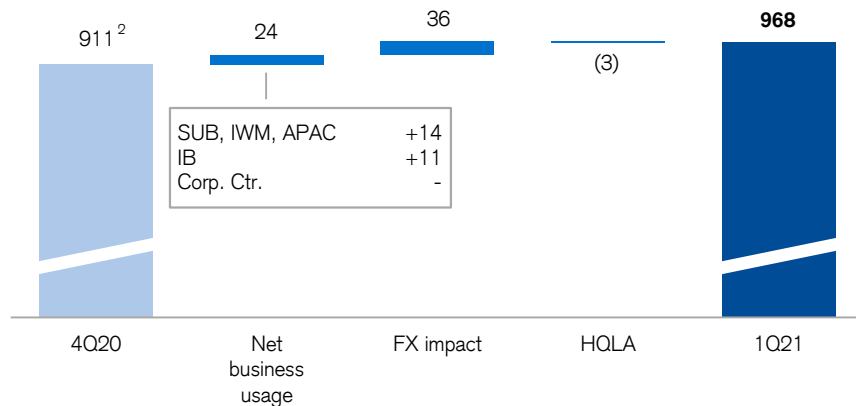 911 2
24
36
(3)
968
SUB, IWM, APAC +14
IB +11
Corp. Ctr. -
4Q20
Net
business
usage
FX impact
HQLA
1Q21